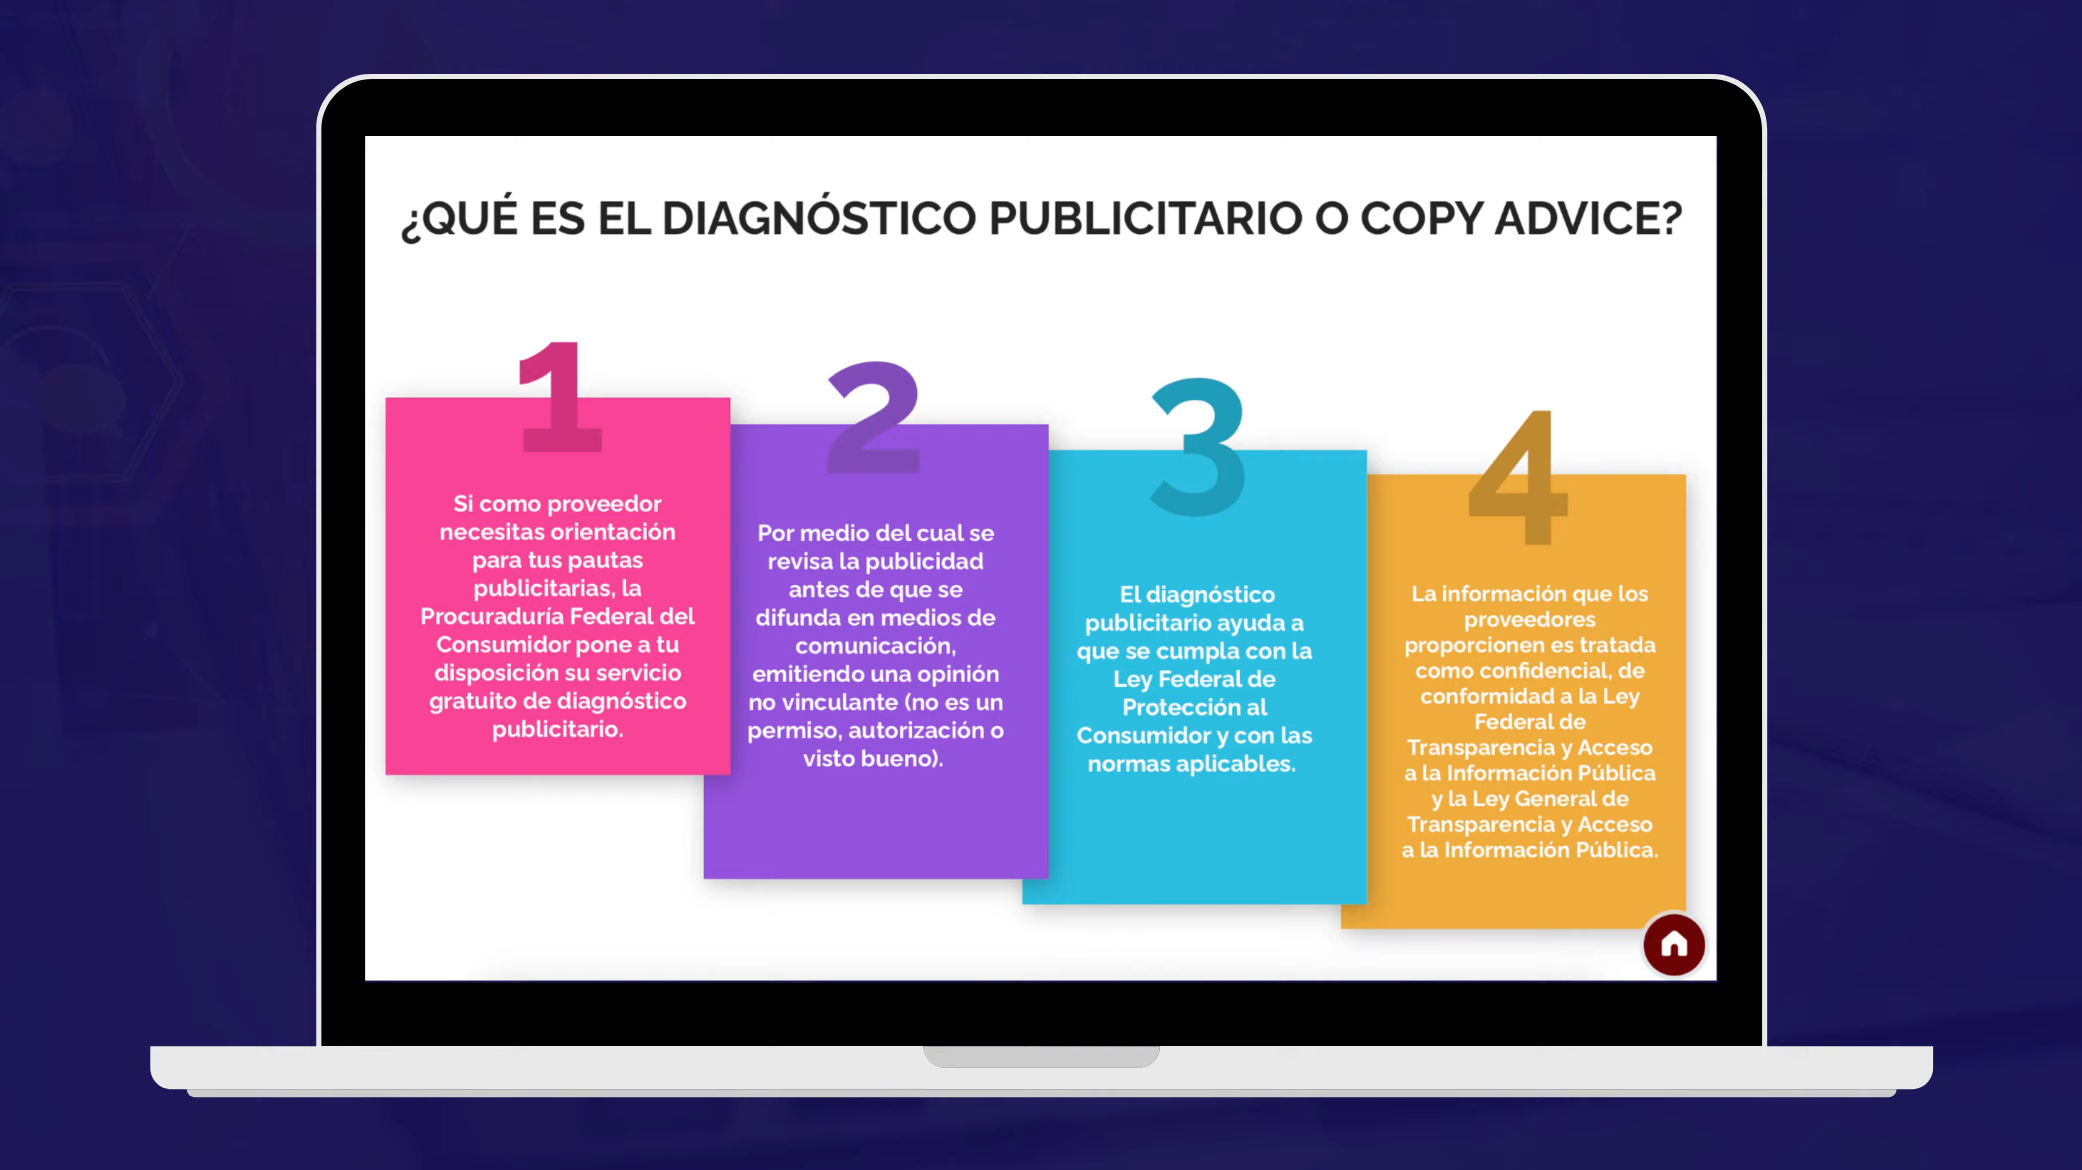 ¿QUÉ ES EL DIAGNÓSTICO PUBLICITARIO O COPY ADVICE?
1
Si como proveedor
necesitas orientación
para tus pautas
publicitarias, la
Procuraduría Federal del
Consumidor pone a tu
disposición su servicio
gratuito de diagnóstico
publicitario.
2
Por medio del cual se
revisa la publicidad
antes de que se
difunda en medios de
comunicación,
emitiendo una opinión
no vinculante (no es un
permiso, autorización o
visto bueno).
3
El diagnóstico
publicitario ayuda a
que se cumpla con la
Ley Federal de
Protección al
Consumidor y con las
normas aplicables.
4
La información que los
proveedores
proporcionen es tratada
como confidencial, de
conformidad a la Ley
Federal de
Transparencia y Acceso
a la Información Pública
y la Ley General de
Transparencia y Acceso
a la Información Pública.